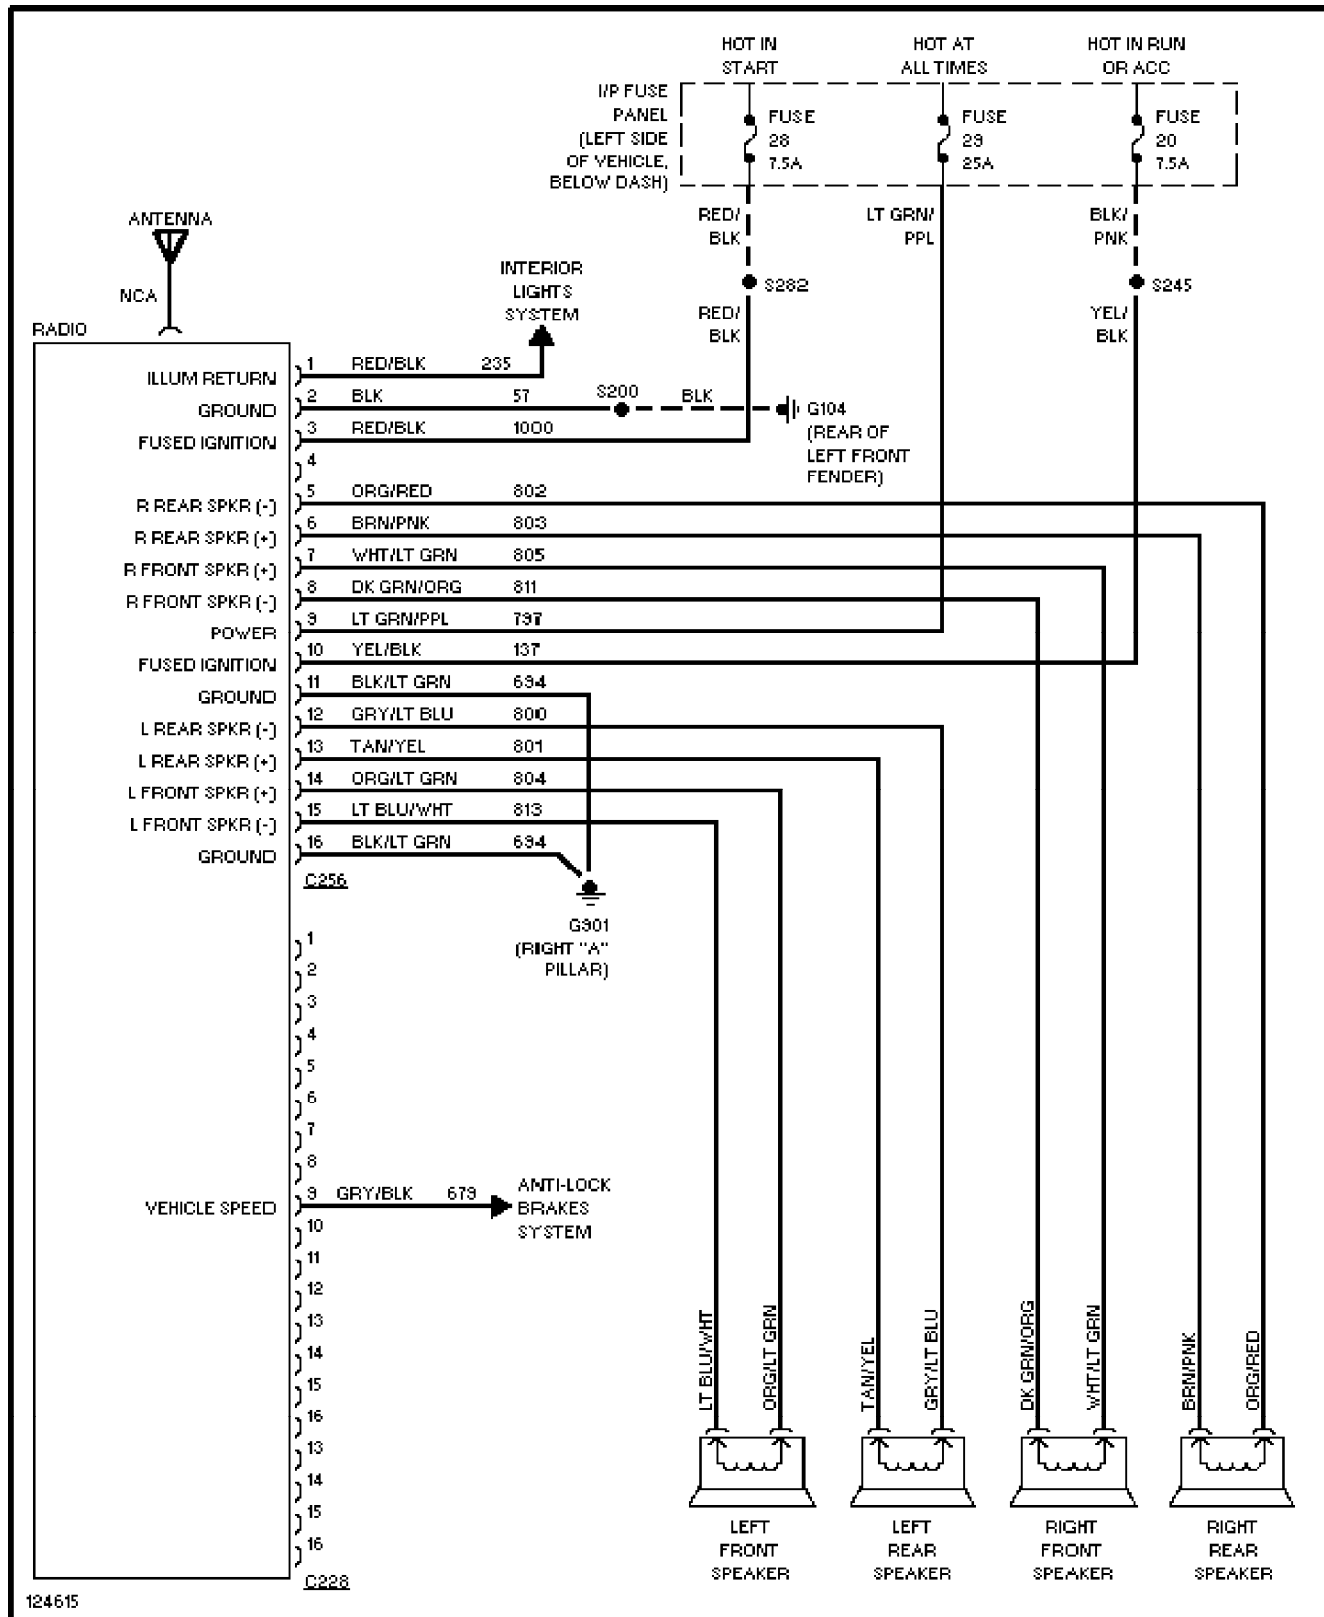 HOT IN
START
HOT AT
ALL TIMES
HOT IN RUN
OR ACC
I/P FUSE
PANEL
(LEFT SIDE
OF VEHICLE,
BELOW DASH)
FUSE
28
7.5A
FUSE
29
25A
FUSE
20
7.5A
RED/
BLK
LT GRN/
PPL
BLK/
PNK
S282
S245
RED/
BLK
YEL/
BLK
ANTENNA
NCA
RADIO
INTERIOR
LIGHTS
SYSTEM
ILLUM RETURN 1 RED/BLK 235
GROUND 2 BLK 57 S200 BLK G104
(REAR OF
LEFT FRONT
FENDER)
FUSED IGNITION 3 RED/BLK 1000
4
R REAR SPKR (-) 5 ORG/RED 802
R REAR SPKR (+) 6 BRN/PNK 803
R FRONT SPKR (+) 7 WHT/LT GRN 805
R FRONT SPKR (-) 8 DK GRN/ORG 811
POWER 9 LT GRN/PPL 797
FUSED IGNITION 10 YEL/BLK 137
GROUND 11 BLK/LT GRN 694
L REAR SPKR (-) 12 GRY/LT BLU 800
L REAR SPKR (+) 13 TAN/YEL 801
L FRONT SPKR (+) 14 ORG/LT GRN 804
L FRONT SPKR (-) 15 LT BLU/WHT 813
GROUND 16 BLK/LT GRN 694
C256
G901
(RIGHT "A"
PILLAR)
1
2
3
4
5
6
7
8
VEHICLE SPEED 9 GRY/BLK 679
ANTI-LOCK
BRAKES
SYSTEM
10
11
12
13
14
15
16
13
14
15
16
C228
LT BLU/WHT
ORG/LT GRN
TAN/YEL
GRY/LT BLU
DK GRN/ORG
WHT/LT GRN
BRN/PNK
ORG/RED
LEFT
FRONT
SPEAKER
LEFT
REAR
SPEAKER
RIGHT
FRONT
SPEAKER
RIGHT
REAR
SPEAKER
124615